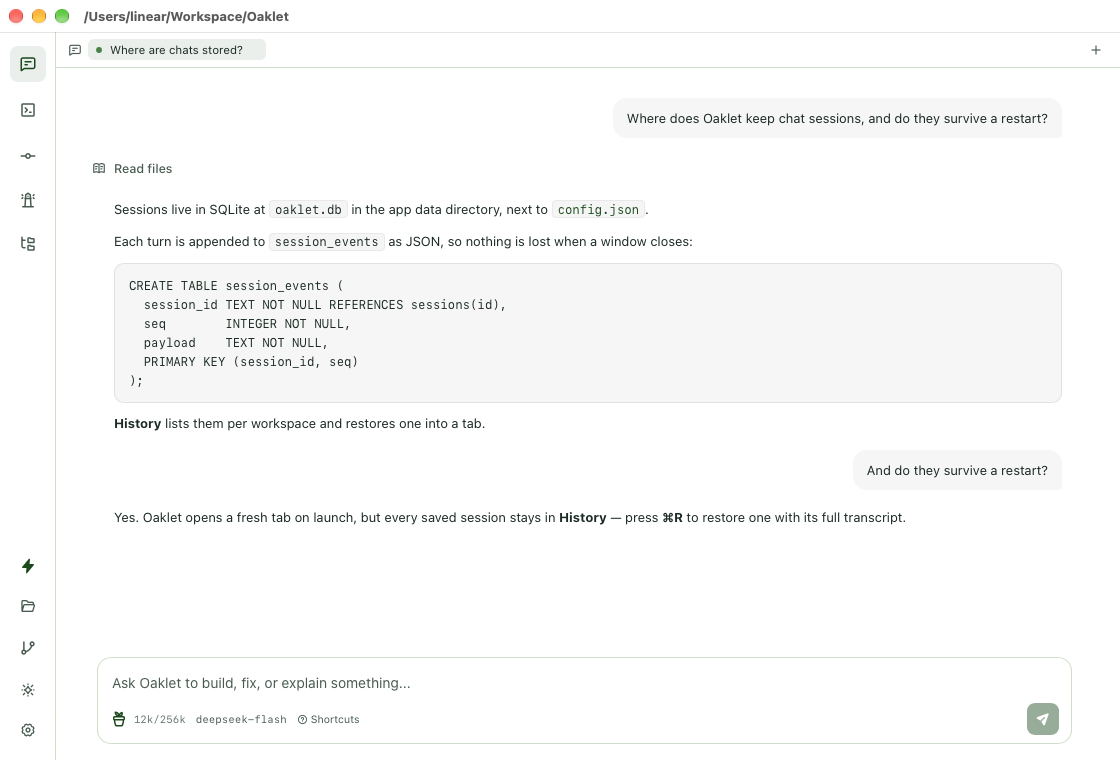 /Users/linear/Workspace/Oaklet
Where are chats stored?
Where does Oaklet keep chat sessions, and do they survive a restart?
Read files
Sessions live in SQLite at oaklet.db in the app data directory, next to config.json.
Each turn is appended to session_events as JSON, so nothing is lost when a window closes:
CREATE TABLE session_events (
  session_id TEXT NOT NULL REFERENCES sessions(id),
  seq        INTEGER NOT NULL,
  payload    TEXT NOT NULL,
  PRIMARY KEY (session_id, seq)
);
History lists them per workspace and restores one into a tab.
And do they survive a restart?
Yes. Oaklet opens a fresh tab on launch, but every saved session stays in History — press ⌘R to restore one with its full transcript.
Ask Oaklet to build, fix, or explain something...
12k/256k deepseek-flash Shortcuts